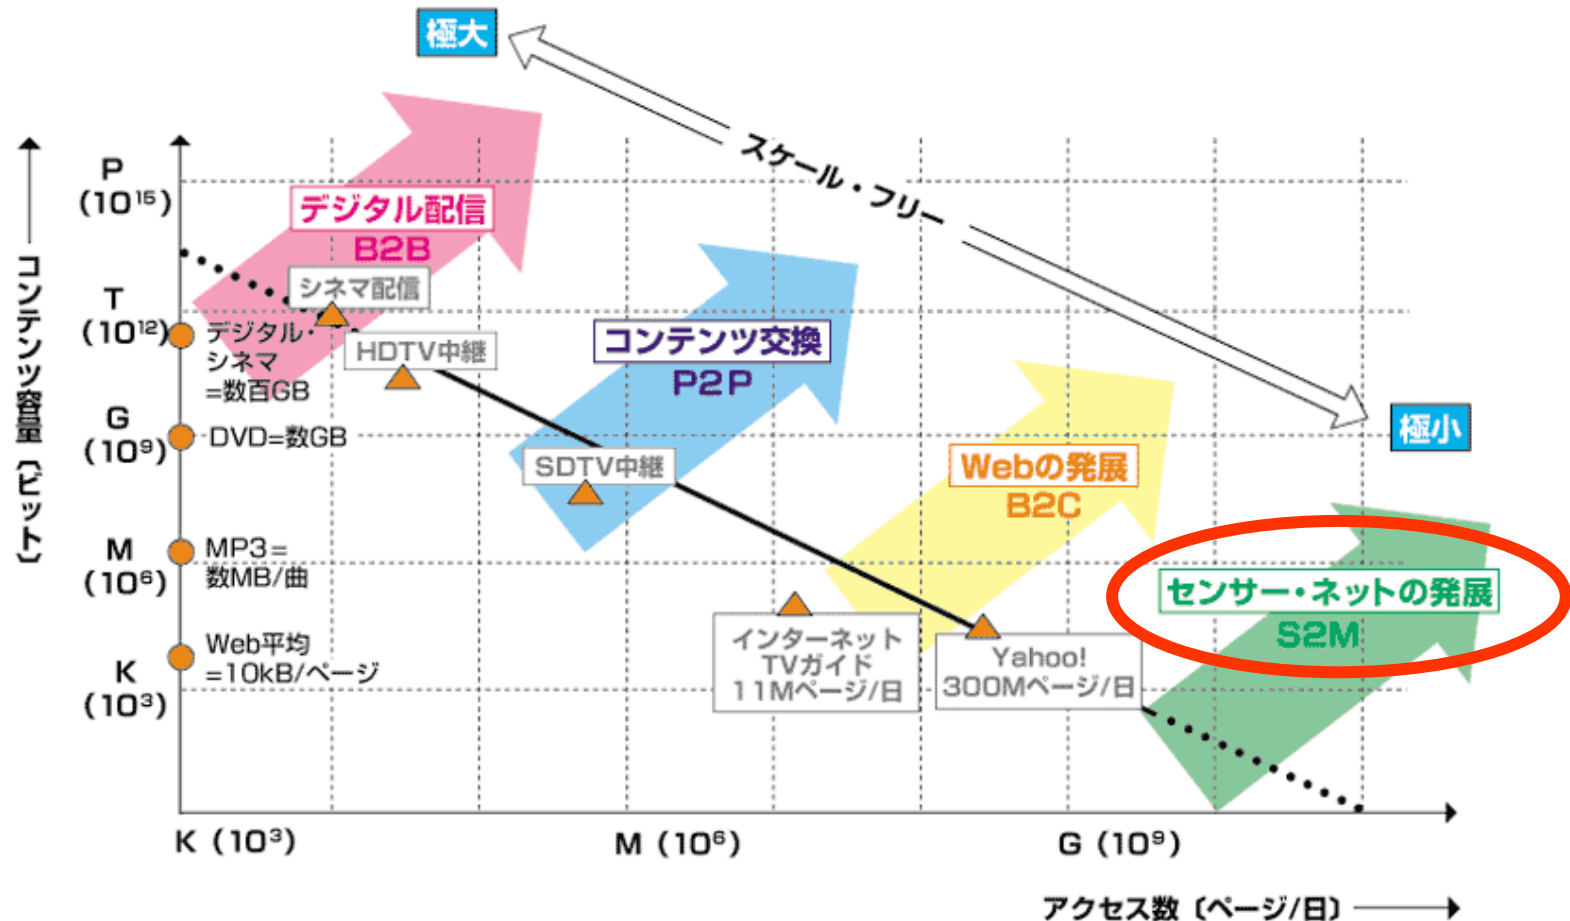 極大
スケール・フリー
極小
コンテンツ容量〔ビット〕
P
(10¹⁵)
T
(10¹²)
G
(10⁹)
M
(10⁶)
K
(10³)
デジタル配信
B2B
シネマ配信
デジタル・
シネマ
=数百GB
HDTV中継
DVD=数GB
コンテンツ交換
P2P
SDTV中継
MP3=
数MB/曲
Web平均
=10kB/ページ
Webの発展
B2C
インターネット
TVガイド
11Mページ/日
Yahoo!
300Mページ/日
センサー・ネットの発展
S2M
K (10³)
M (10⁶)
G (10⁹)
アクセス数〔ページ/日〕